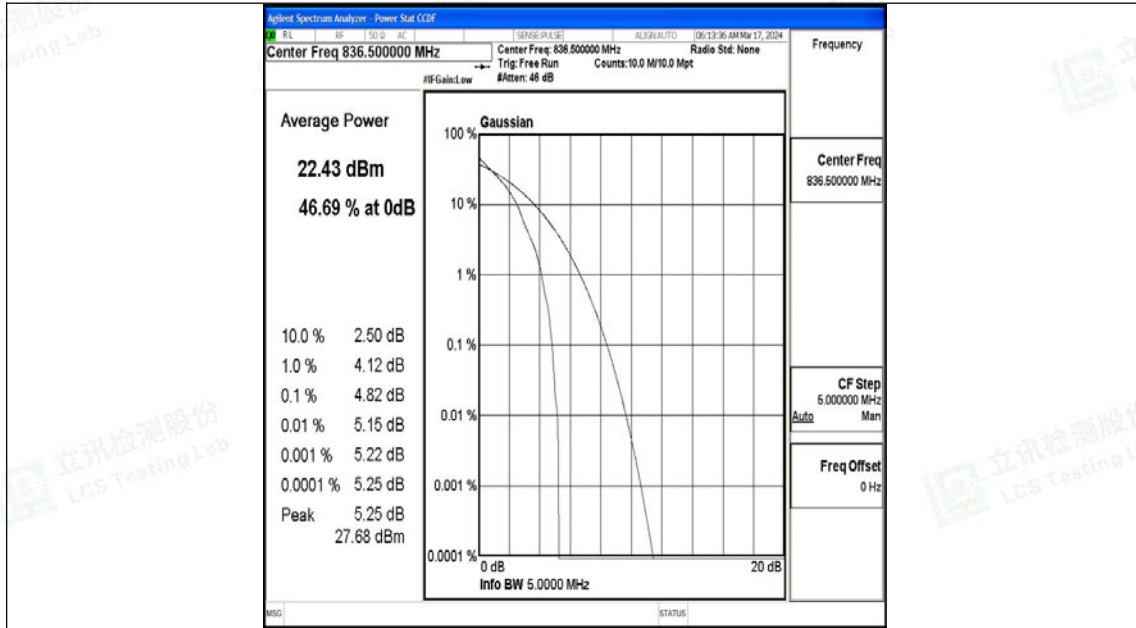 Agilent Spectrum Analyzer - Power Stat CCDF
RL RF 50 Ω AC SENSE:PULSE ALIGNAUTO 06:13:36 AM Mar 17, 2024
Center Freq 836.500000 MHz
Center Freq: 836.500000 MHz Radio Std: None
Trig: Free Run Counts:10.0 M/10.0 Mpt
#IFGain:Low #Atten: 46 dB
Frequency
Average Power
22.43 dBm
46.69 % at 0dB
10.0 % 2.50 dB
1.0 % 4.12 dB
0.1 % 4.82 dB
0.01 % 5.15 dB
0.001 % 5.22 dB
0.0001 % 5.25 dB
Peak 5.25 dB
27.68 dBm
Gaussian
100 %
10 %
1 %
0.1 %
0.01 %
0.001 %
0.0001 %
0 dB 20 dB
Info BW 5.0000 MHz
Center Freq
836.500000 MHz
CF Step
5.000000 MHz
Auto Man
Freq Offset
0 Hz
MSG STATUS
立讯检测股份
LCS Testing Lab
立讯检测股份
LCS Testing L